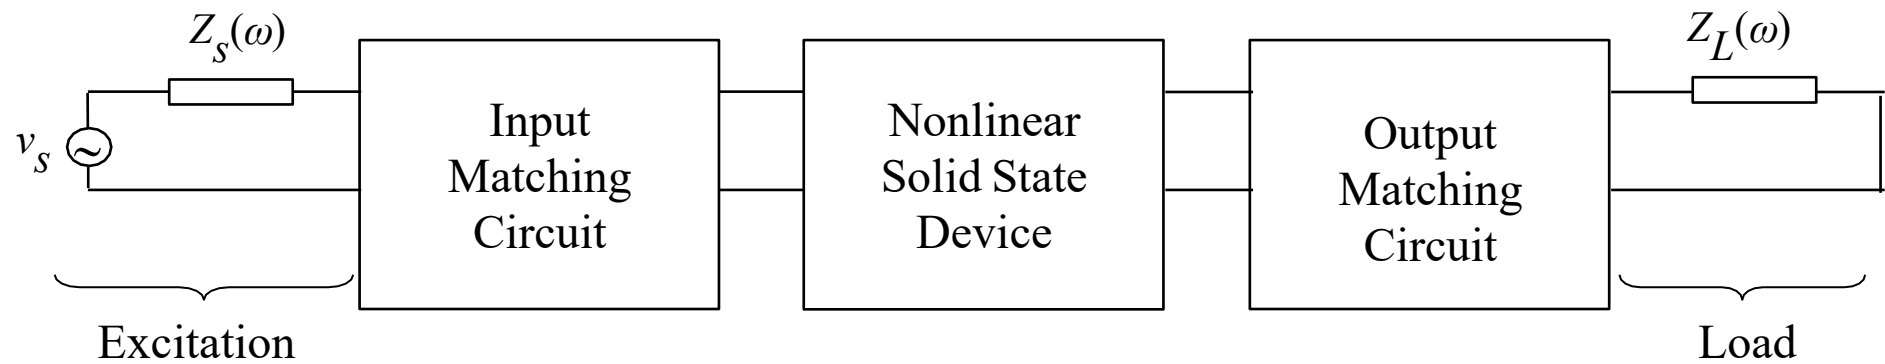 Z_s(ω)
Z_L(ω)
v_s
~
Input
Matching
Circuit
Nonlinear
Solid State
Device
Output
Matching
Circuit
Excitation
Load